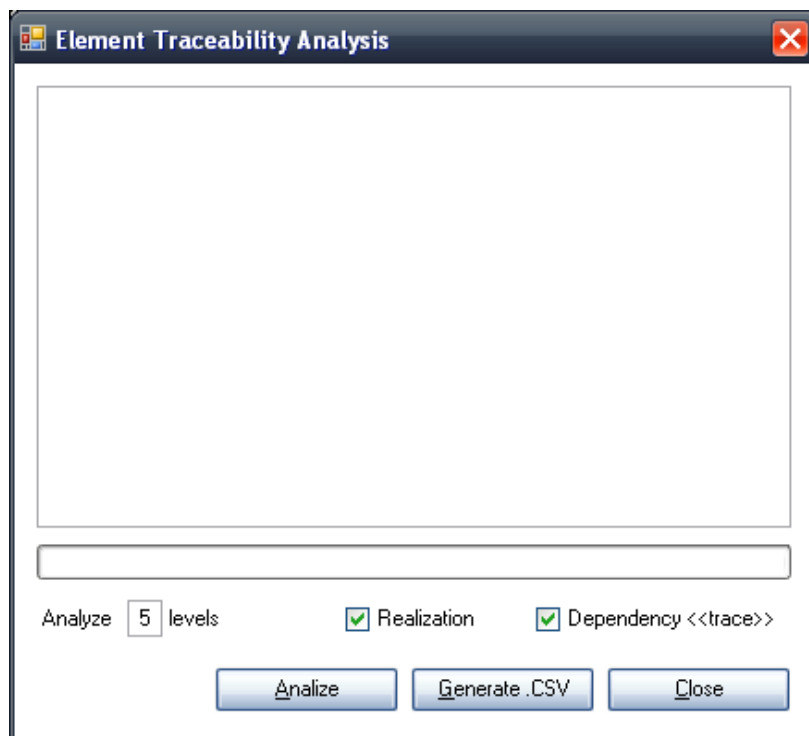 Element Traceability Analysis
Analyze 5 levels Realization Dependency <<trace>>
Analize Generate .CSV Close